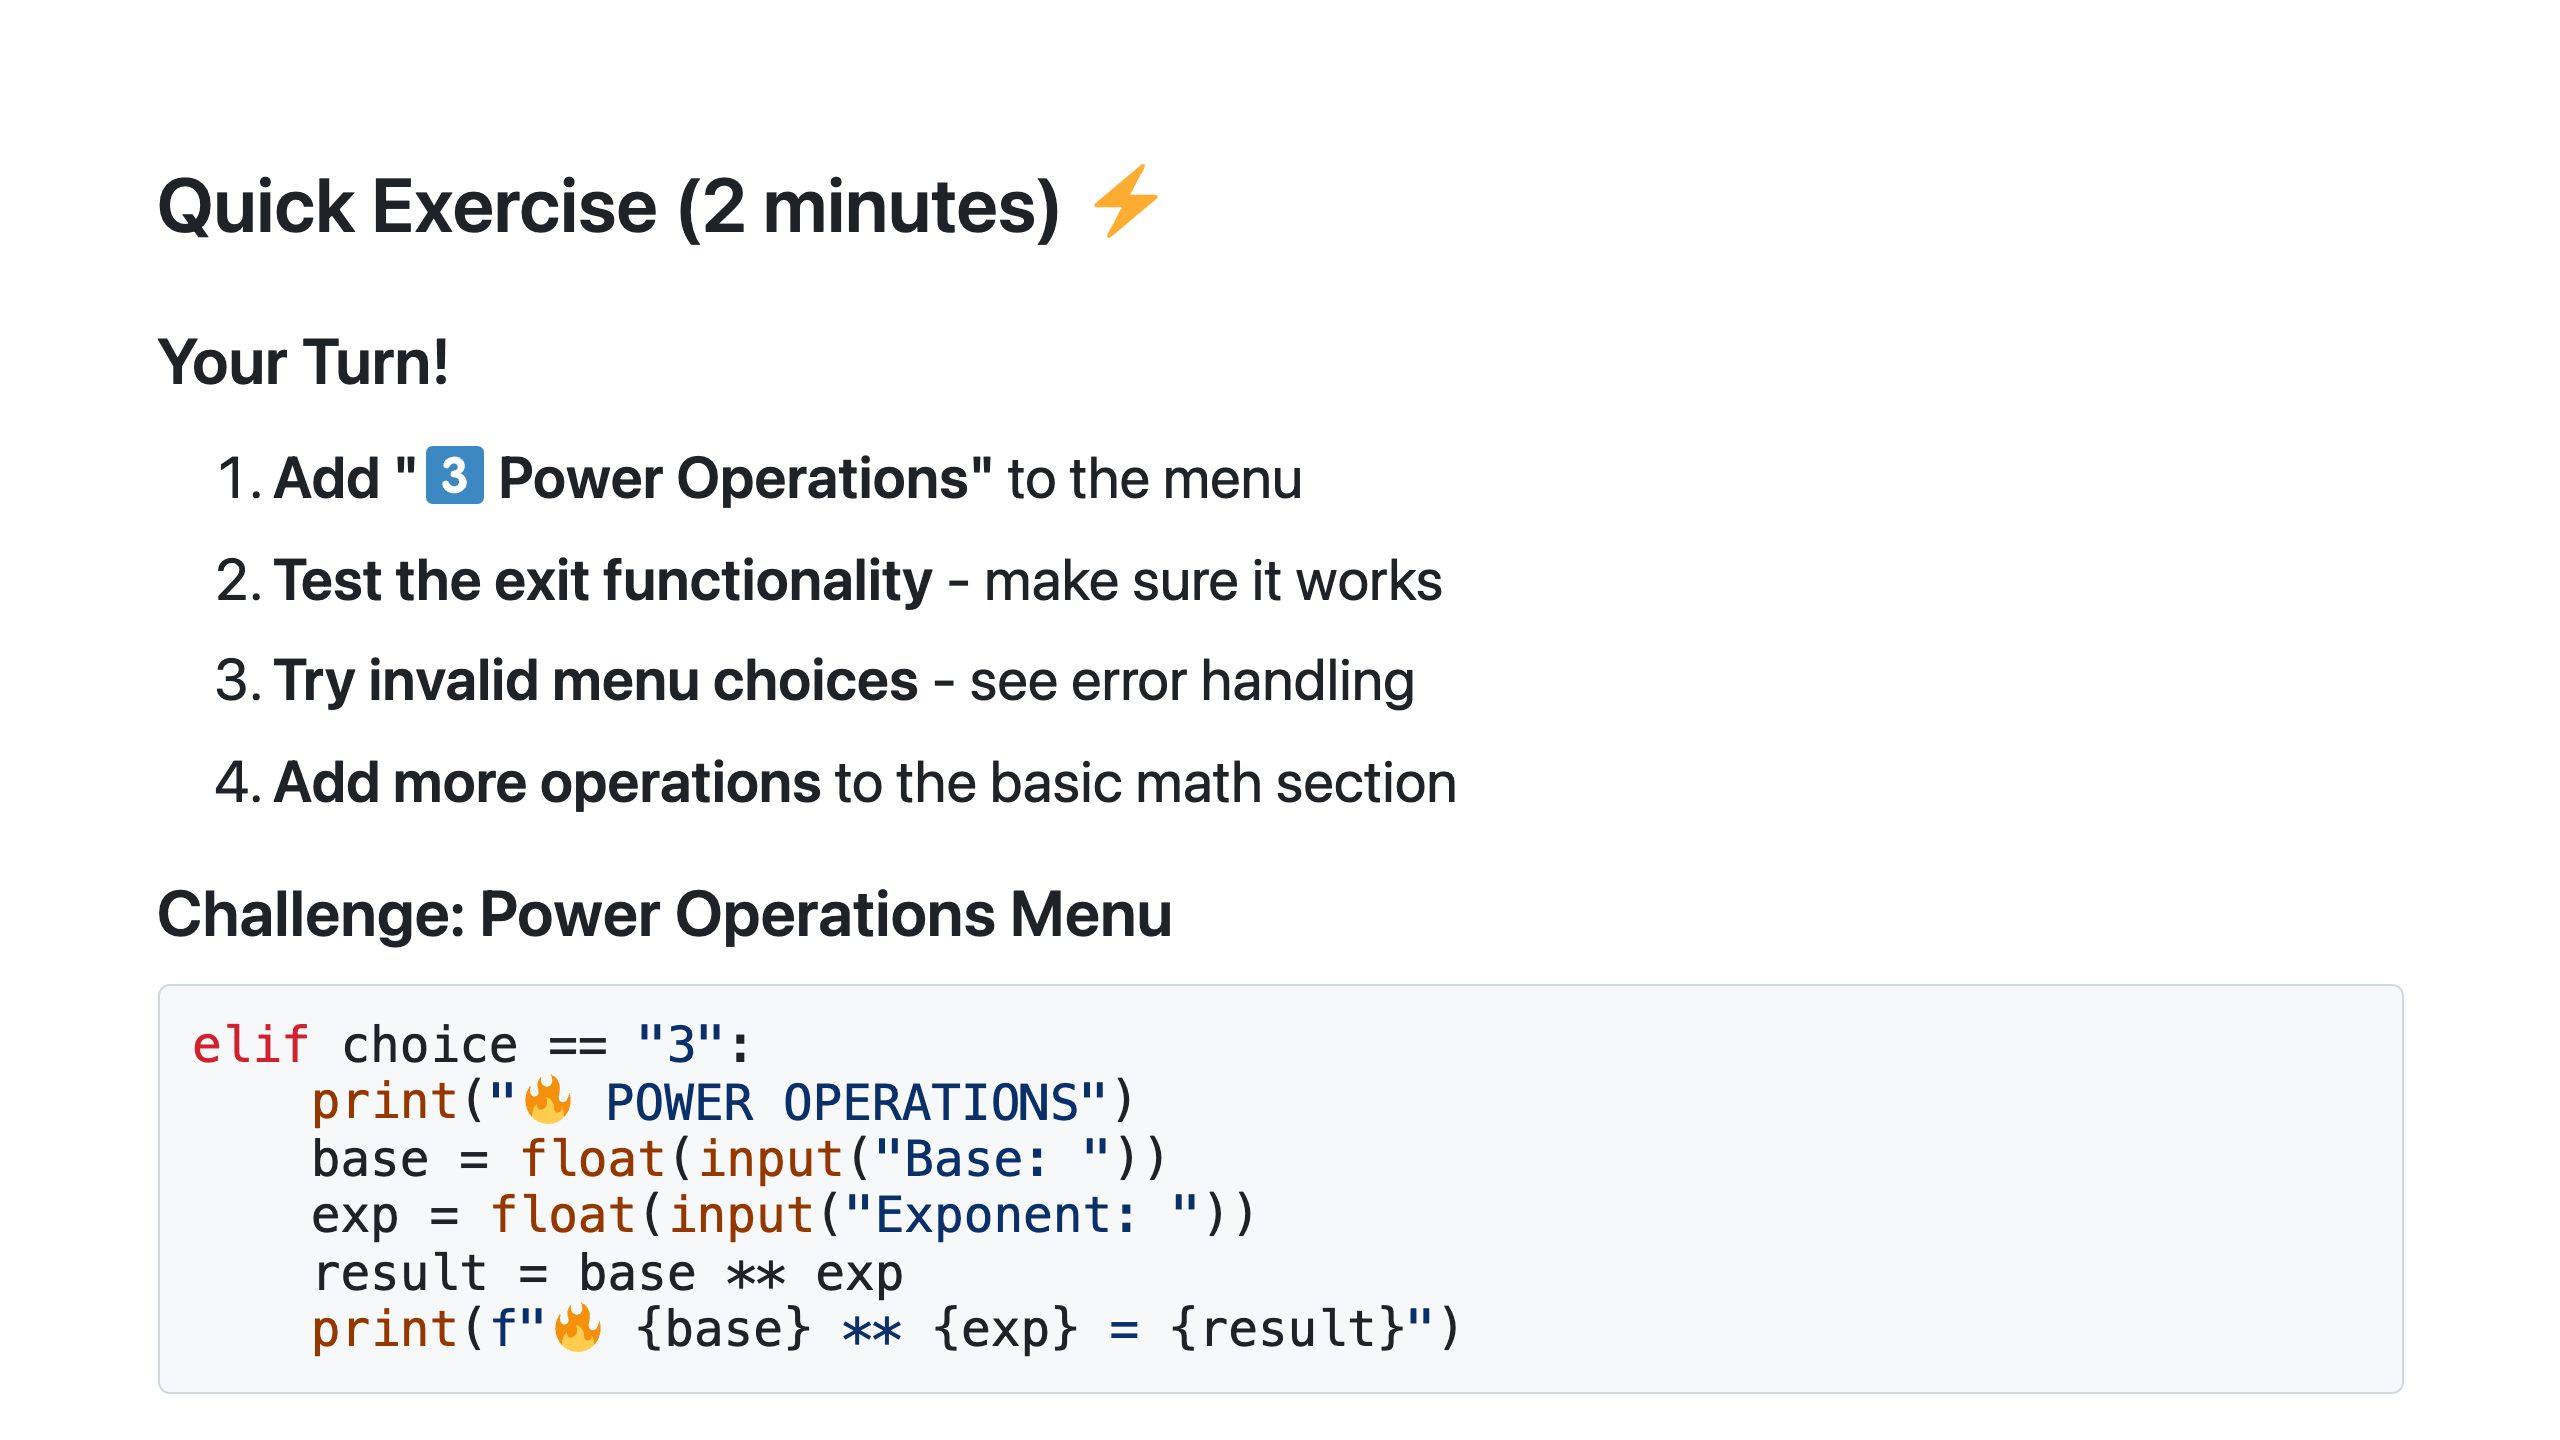 Quick Exercise (2 minutes) ⚡
Your Turn!
1. Add "3️⃣ Power Operations" to the menu
2. Test the exit functionality - make sure it works
3. Try invalid menu choices - see error handling
4. Add more operations to the basic math section
Challenge: Power Operations Menu
elif choice == "3":
    print("🔥 POWER OPERATIONS")
    base = float(input("Base: "))
    exp = float(input("Exponent: "))
    result = base ** exp
    print(f"🔥 {base} ** {exp} = {result}")